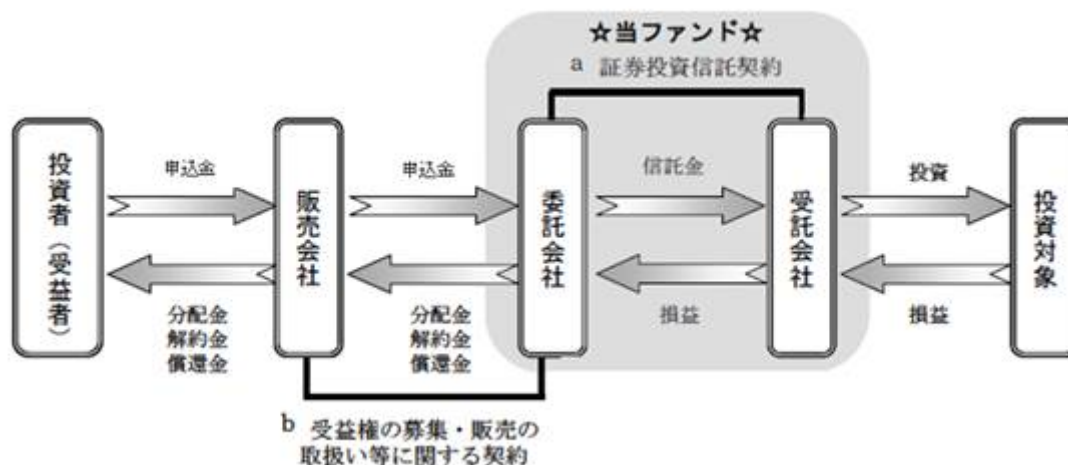 ☆当ファンド☆
a 証券投資信託契約
投資者（受益者）
申込金
販売会社
申込金
委託会社
信託金
受託会社
投資
投資対象
分配金
解約金
償還金
分配金
解約金
償還金
損益
損益
b 受益権の募集・販売の
取扱い等に関する契約